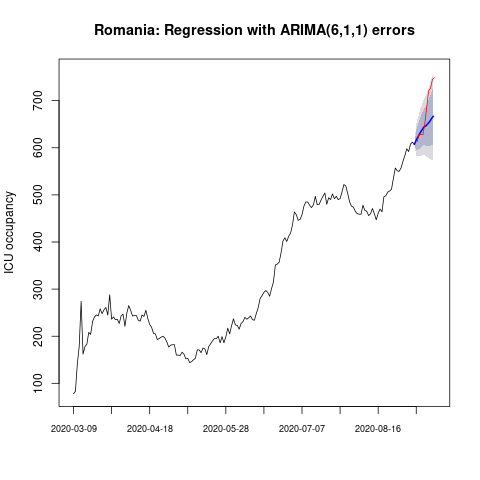 Romania: Regression with ARIMA(6,1,1) errors
ICU occupancy
700
600
500
400
300
200
100
2020-03-09 2020-04-18 2020-05-28 2020-07-07 2020-08-16